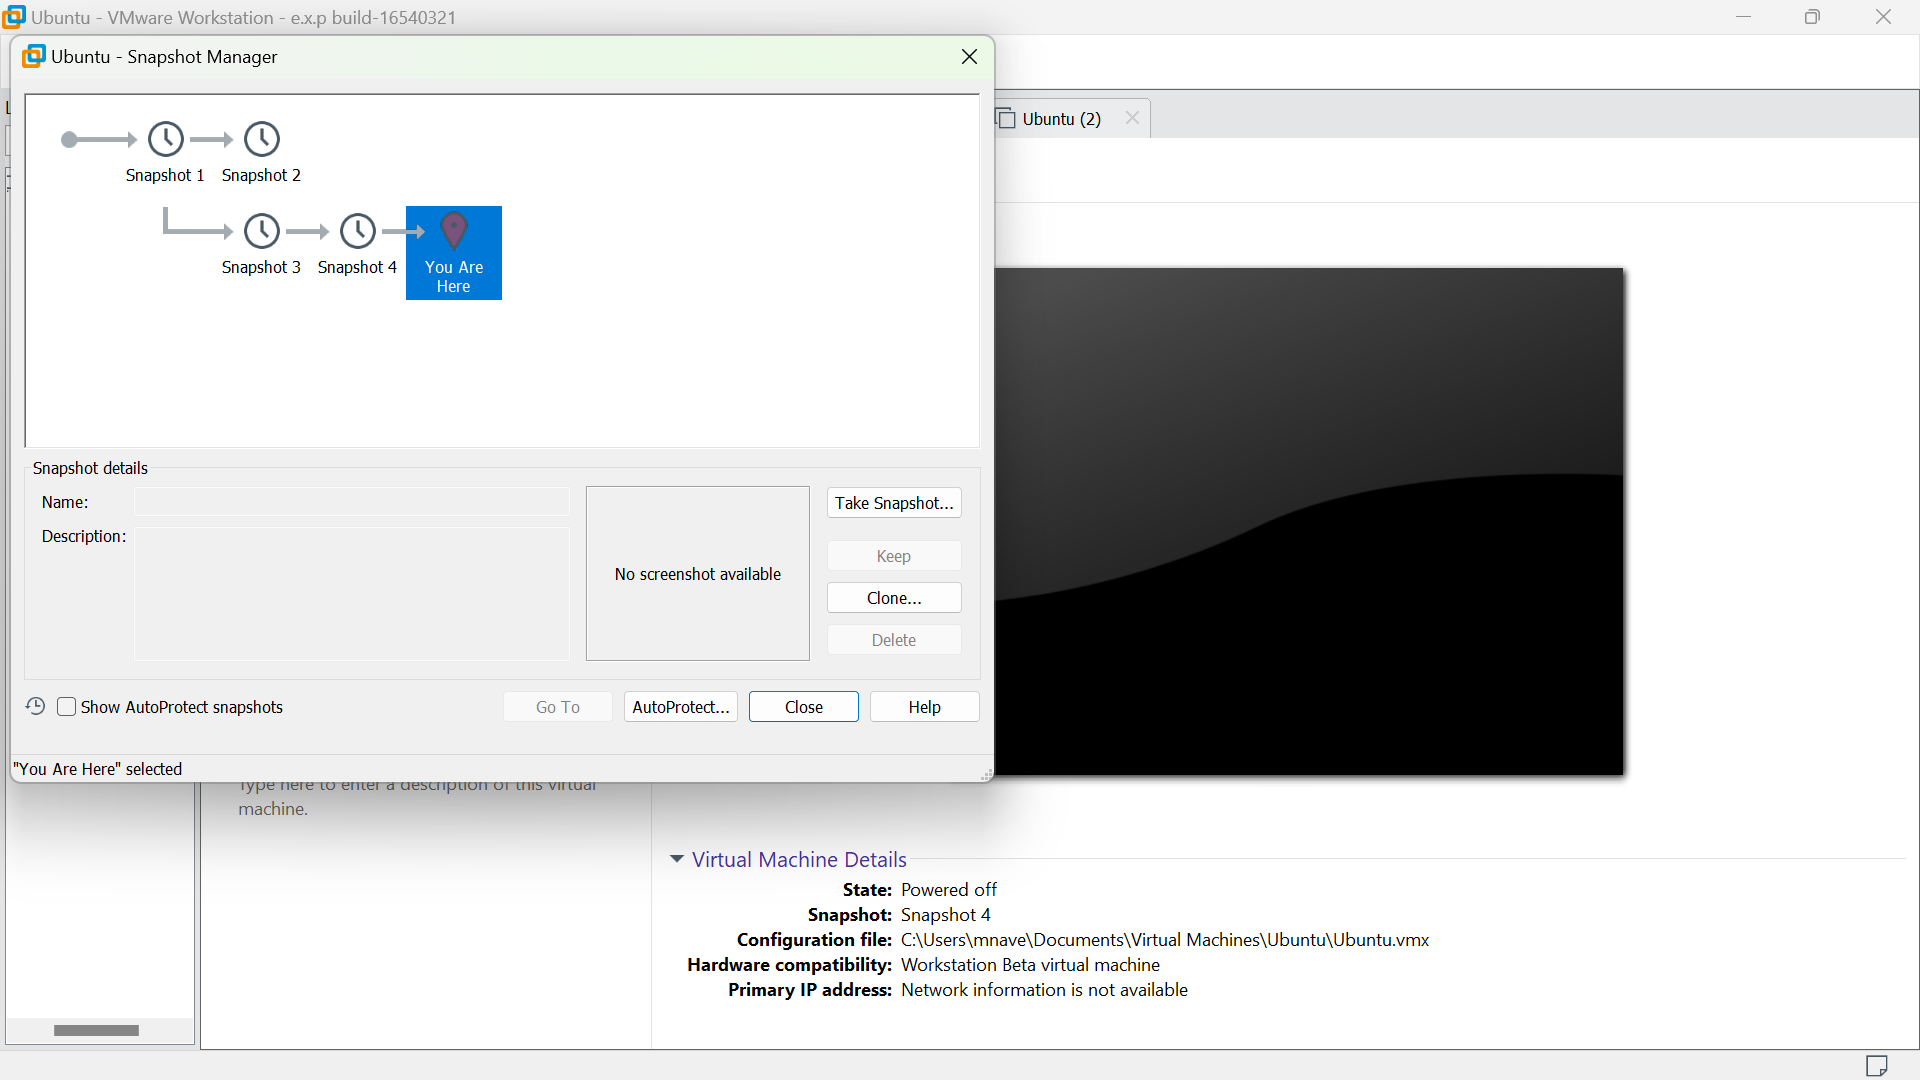 Ubuntu - VMware Workstation - e.x.p build-16540321
Ubuntu - Snapshot Manager
Ubuntu (2)
Snapshot 1
Snapshot 2
Snapshot 3
Snapshot 4
You Are
Here
Snapshot details
Name:
Description:
No screenshot available
Take Snapshot...
Keep
Clone...
Delete
Show AutoProtect snapshots
Go To
AutoProtect...
Close
Help
"You Are Here" selected
Type here to enter a description of this virtual
machine.
Virtual Machine Details
State: Powered off
Snapshot: Snapshot 4
Configuration file: C:\Users\mnave\Documents\Virtual Machines\Ubuntu\Ubuntu.vmx
Hardware compatibility: Workstation Beta virtual machine
Primary IP address: Network information is not available